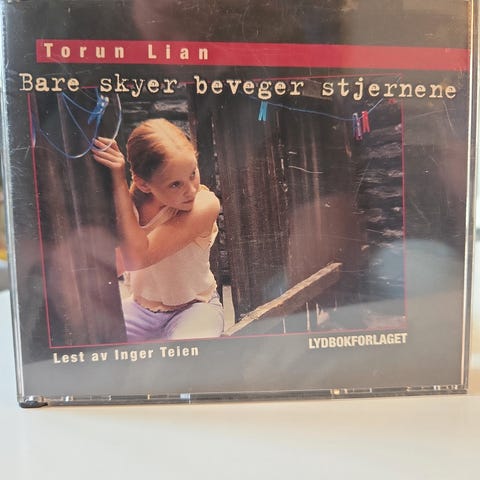 Torun Lian
Bare skyer beveger stjernene
Lest av Inger Teien
LYDBOKFORLAGET